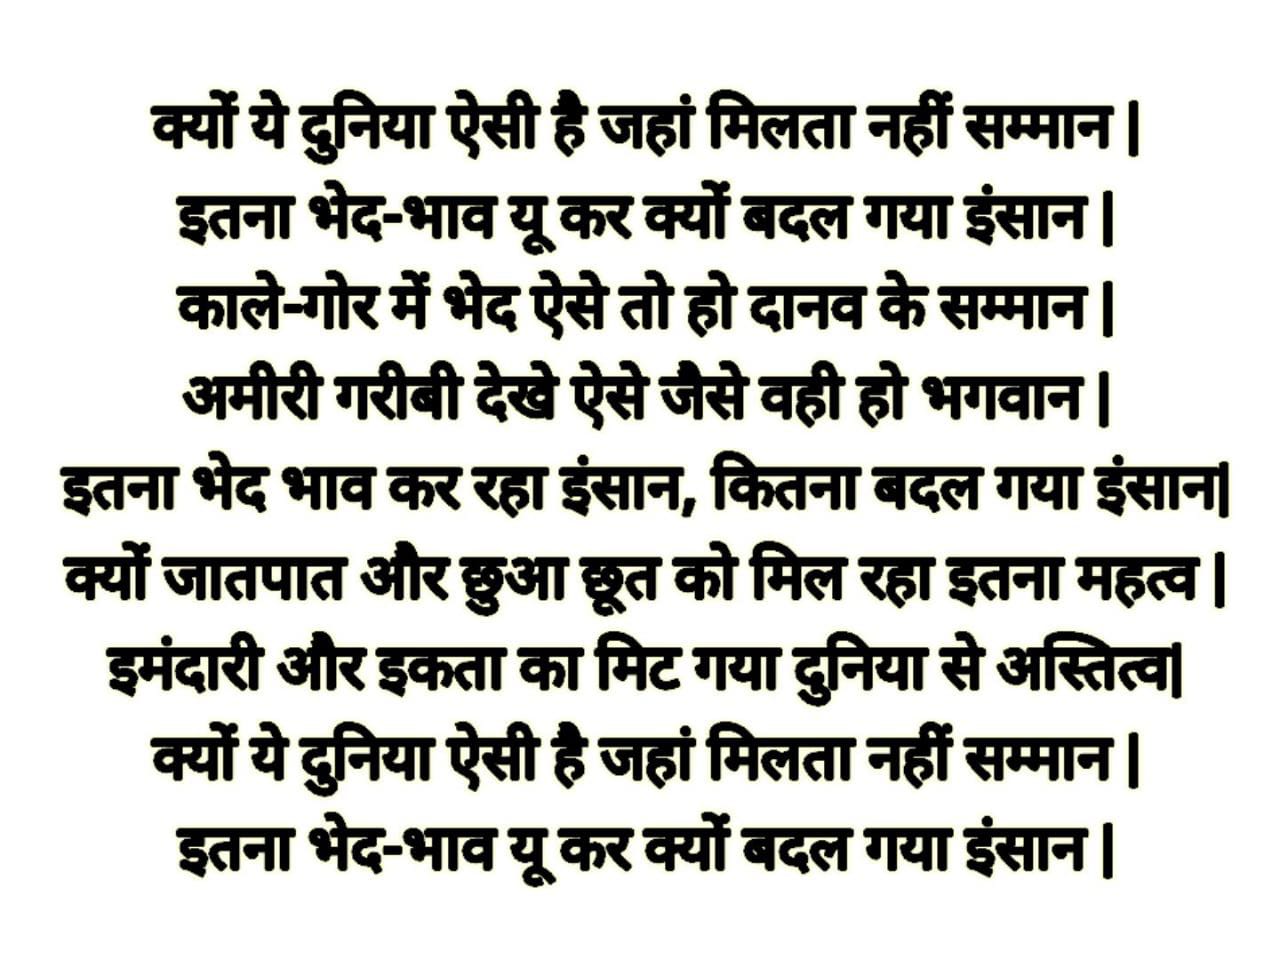 क्यों ये दुनिया ऐसी है जहां मिलता नहीं सम्मान |
इतना भेद-भाव यू कर क्यों बदल गया इंसान |
काले-गोर में भेद ऐसे तो हो दानव के सम्मान |
अमीरी गरीबी देखे ऐसे जैसे वही हो भगवान |
इतना भेद भाव कर रहा इंसान, कितना बदल गया इंसान|
क्यों जातपात और छुआ छूत को मिल रहा इतना महत्व |
इमंदारी और इकता का मिट गया दुनिया से अस्तित्व|
क्यों ये दुनिया ऐसी है जहां मिलता नहीं सम्मान |
इतना भेद-भाव यू कर क्यों बदल गया इंसान |